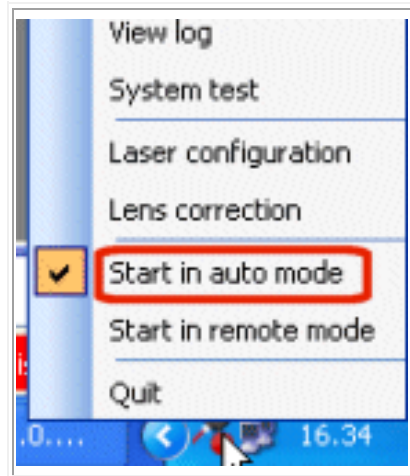 View log
System test
Laser configuration
Lens correction
Start in auto mode
Start in remote mode
Quit
.0....
16.34